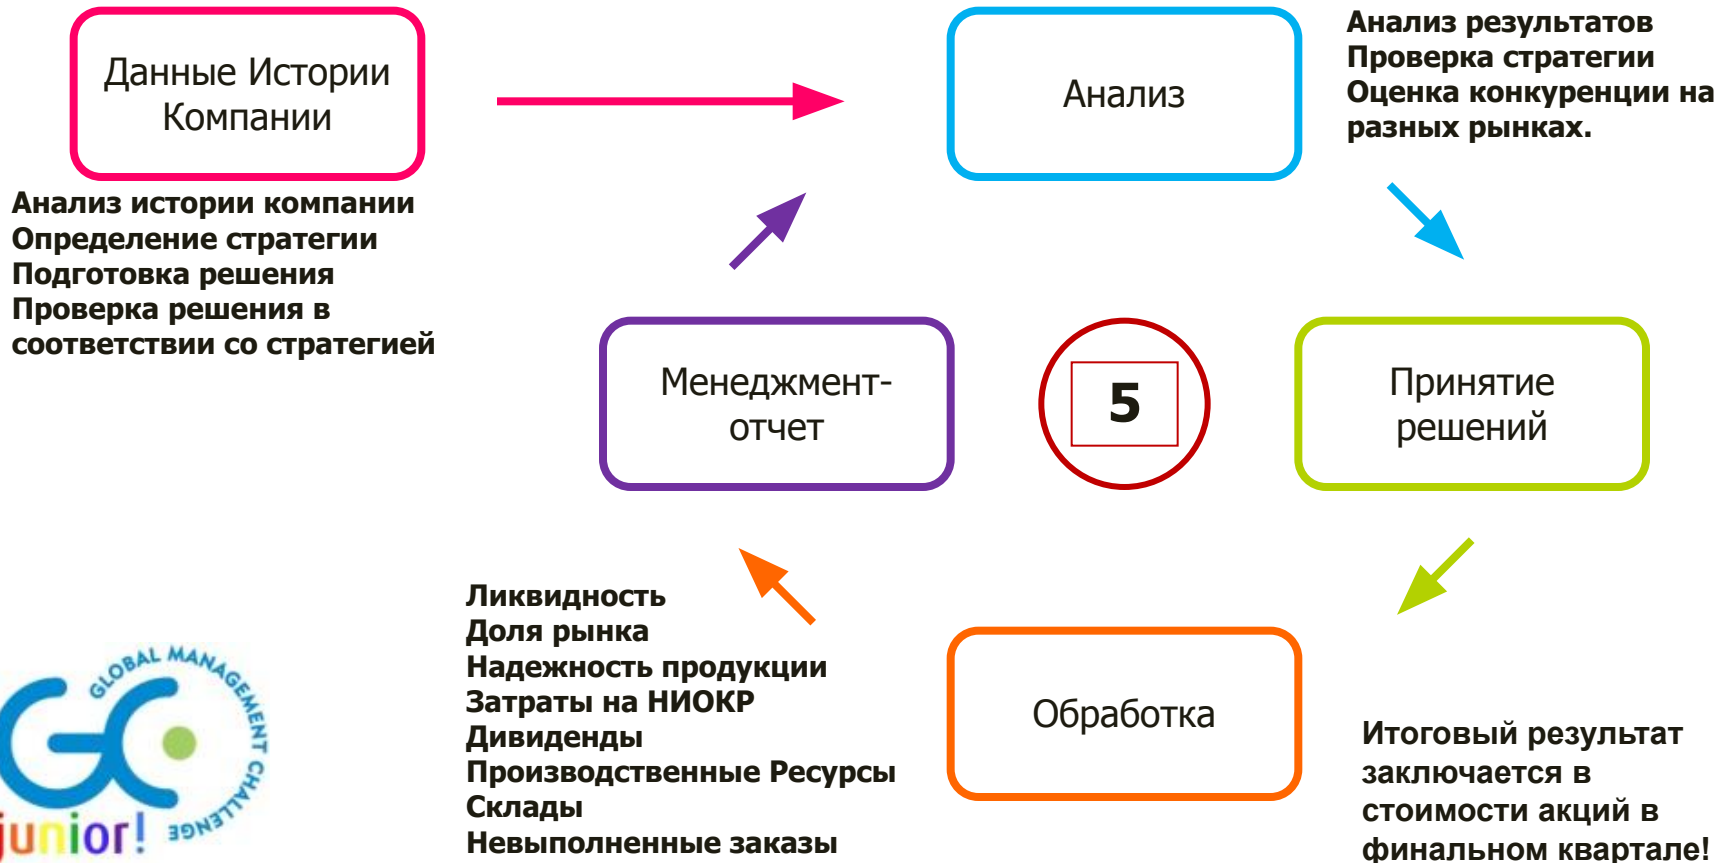 Данные Истории
Компании
Анализ истории компании
Определение стратегии
Подготовка решения
Проверка решения в
соответствии со стратегией
Анализ
Анализ результатов
Проверка стратегии
Оценка конкуренции на
разных рынках.
Менеджмент-
отчет
5
Принятие
решений
Ликвидность
Доля рынка
Надежность продукции
Затраты на НИОКР
Дивиденды
Производственные Ресурсы
Склады
Невыполненные заказы
Обработка
Итоговый результат
заключается в
стоимости акций в
финальном квартале!
GLOBAL MANAGEMENT CHALLENGE
GC
junior!